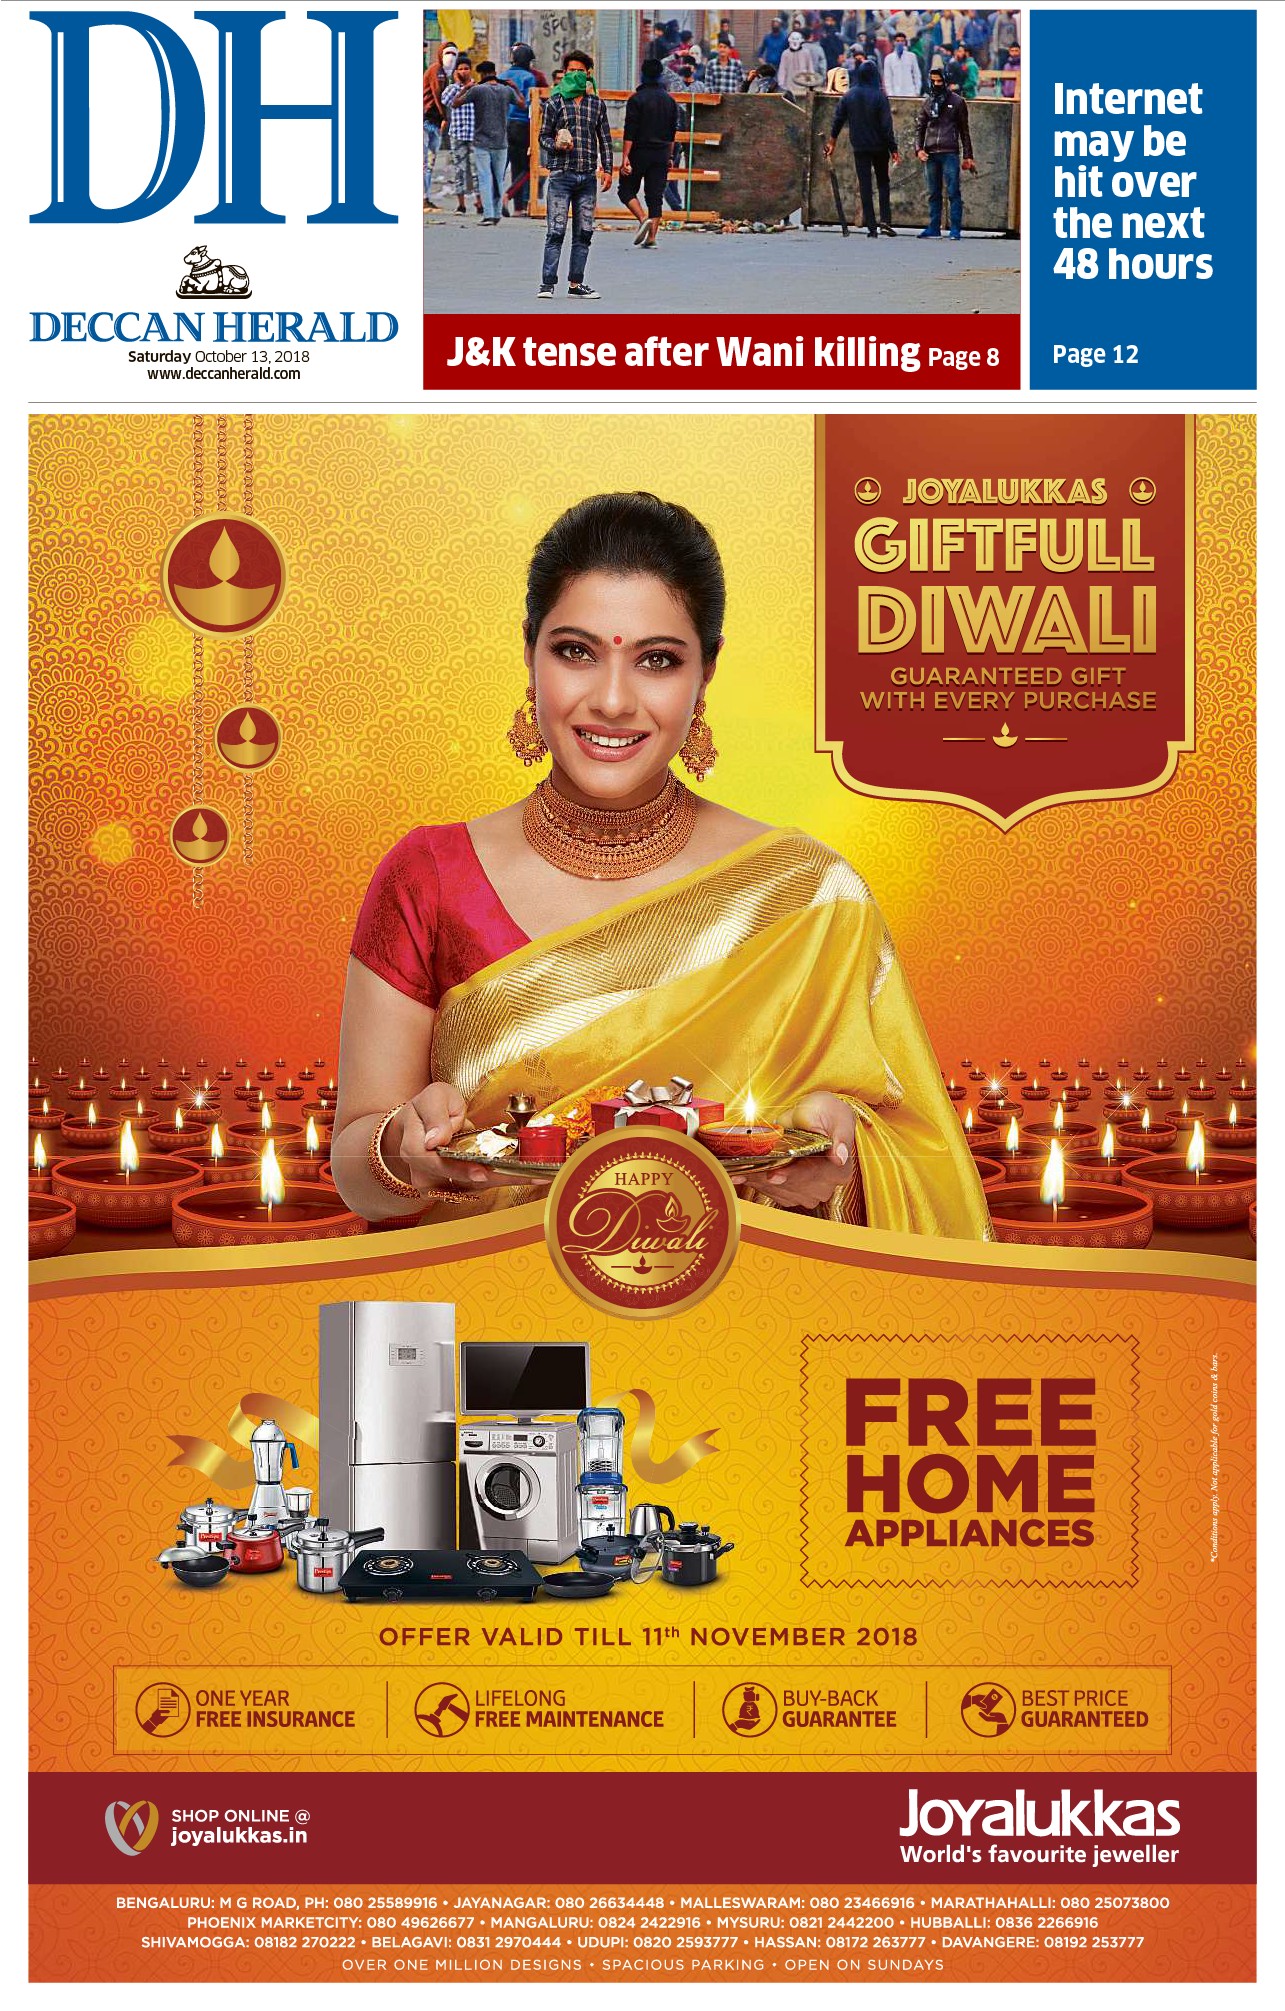 DH
DECCAN HERALD
Saturday October 13, 2018
www.deccanherald.com
J&K tense after Wani killing Page 8
Internet
may be
hit over
the next
48 hours
Page 12
JOYALUKKAS
GIFTFULL
DIWALI
GUARANTEED GIFT
WITH EVERY PURCHASE
HAPPY
Diwali
FREE
HOME
APPLIANCES
*Conditions apply. Not applicable for gold coins & bars.
OFFER VALID TILL 11th NOVEMBER 2018
ONE YEAR
FREE INSURANCE
LIFELONG
FREE MAINTENANCE
BUY-BACK
GUARANTEE
BEST PRICE
GUARANTEED
SHOP ONLINE @
joyalukkas.in
Joyalukkas
World's favourite jeweller
BENGALURU: M G ROAD, PH: 080 25589916 • JAYANAGAR: 080 26634448 • MALLESWARAM: 080 23466916 • MARATHAHALLI: 080 25073800
PHOENIX MARKETCITY: 080 49626677 • MANGALURU: 0824 2422916 • MYSURU: 0821 2442200 • HUBBALLI: 0836 2266916
SHIVAMOGGA: 08182 270222 • BELAGAVI: 0831 2970444 • UDUPI: 0820 2593777 • HASSAN: 08172 263777 • DAVANGERE: 08192 253777
OVER ONE MILLION DESIGNS • SPACIOUS PARKING • OPEN ON SUNDAYS